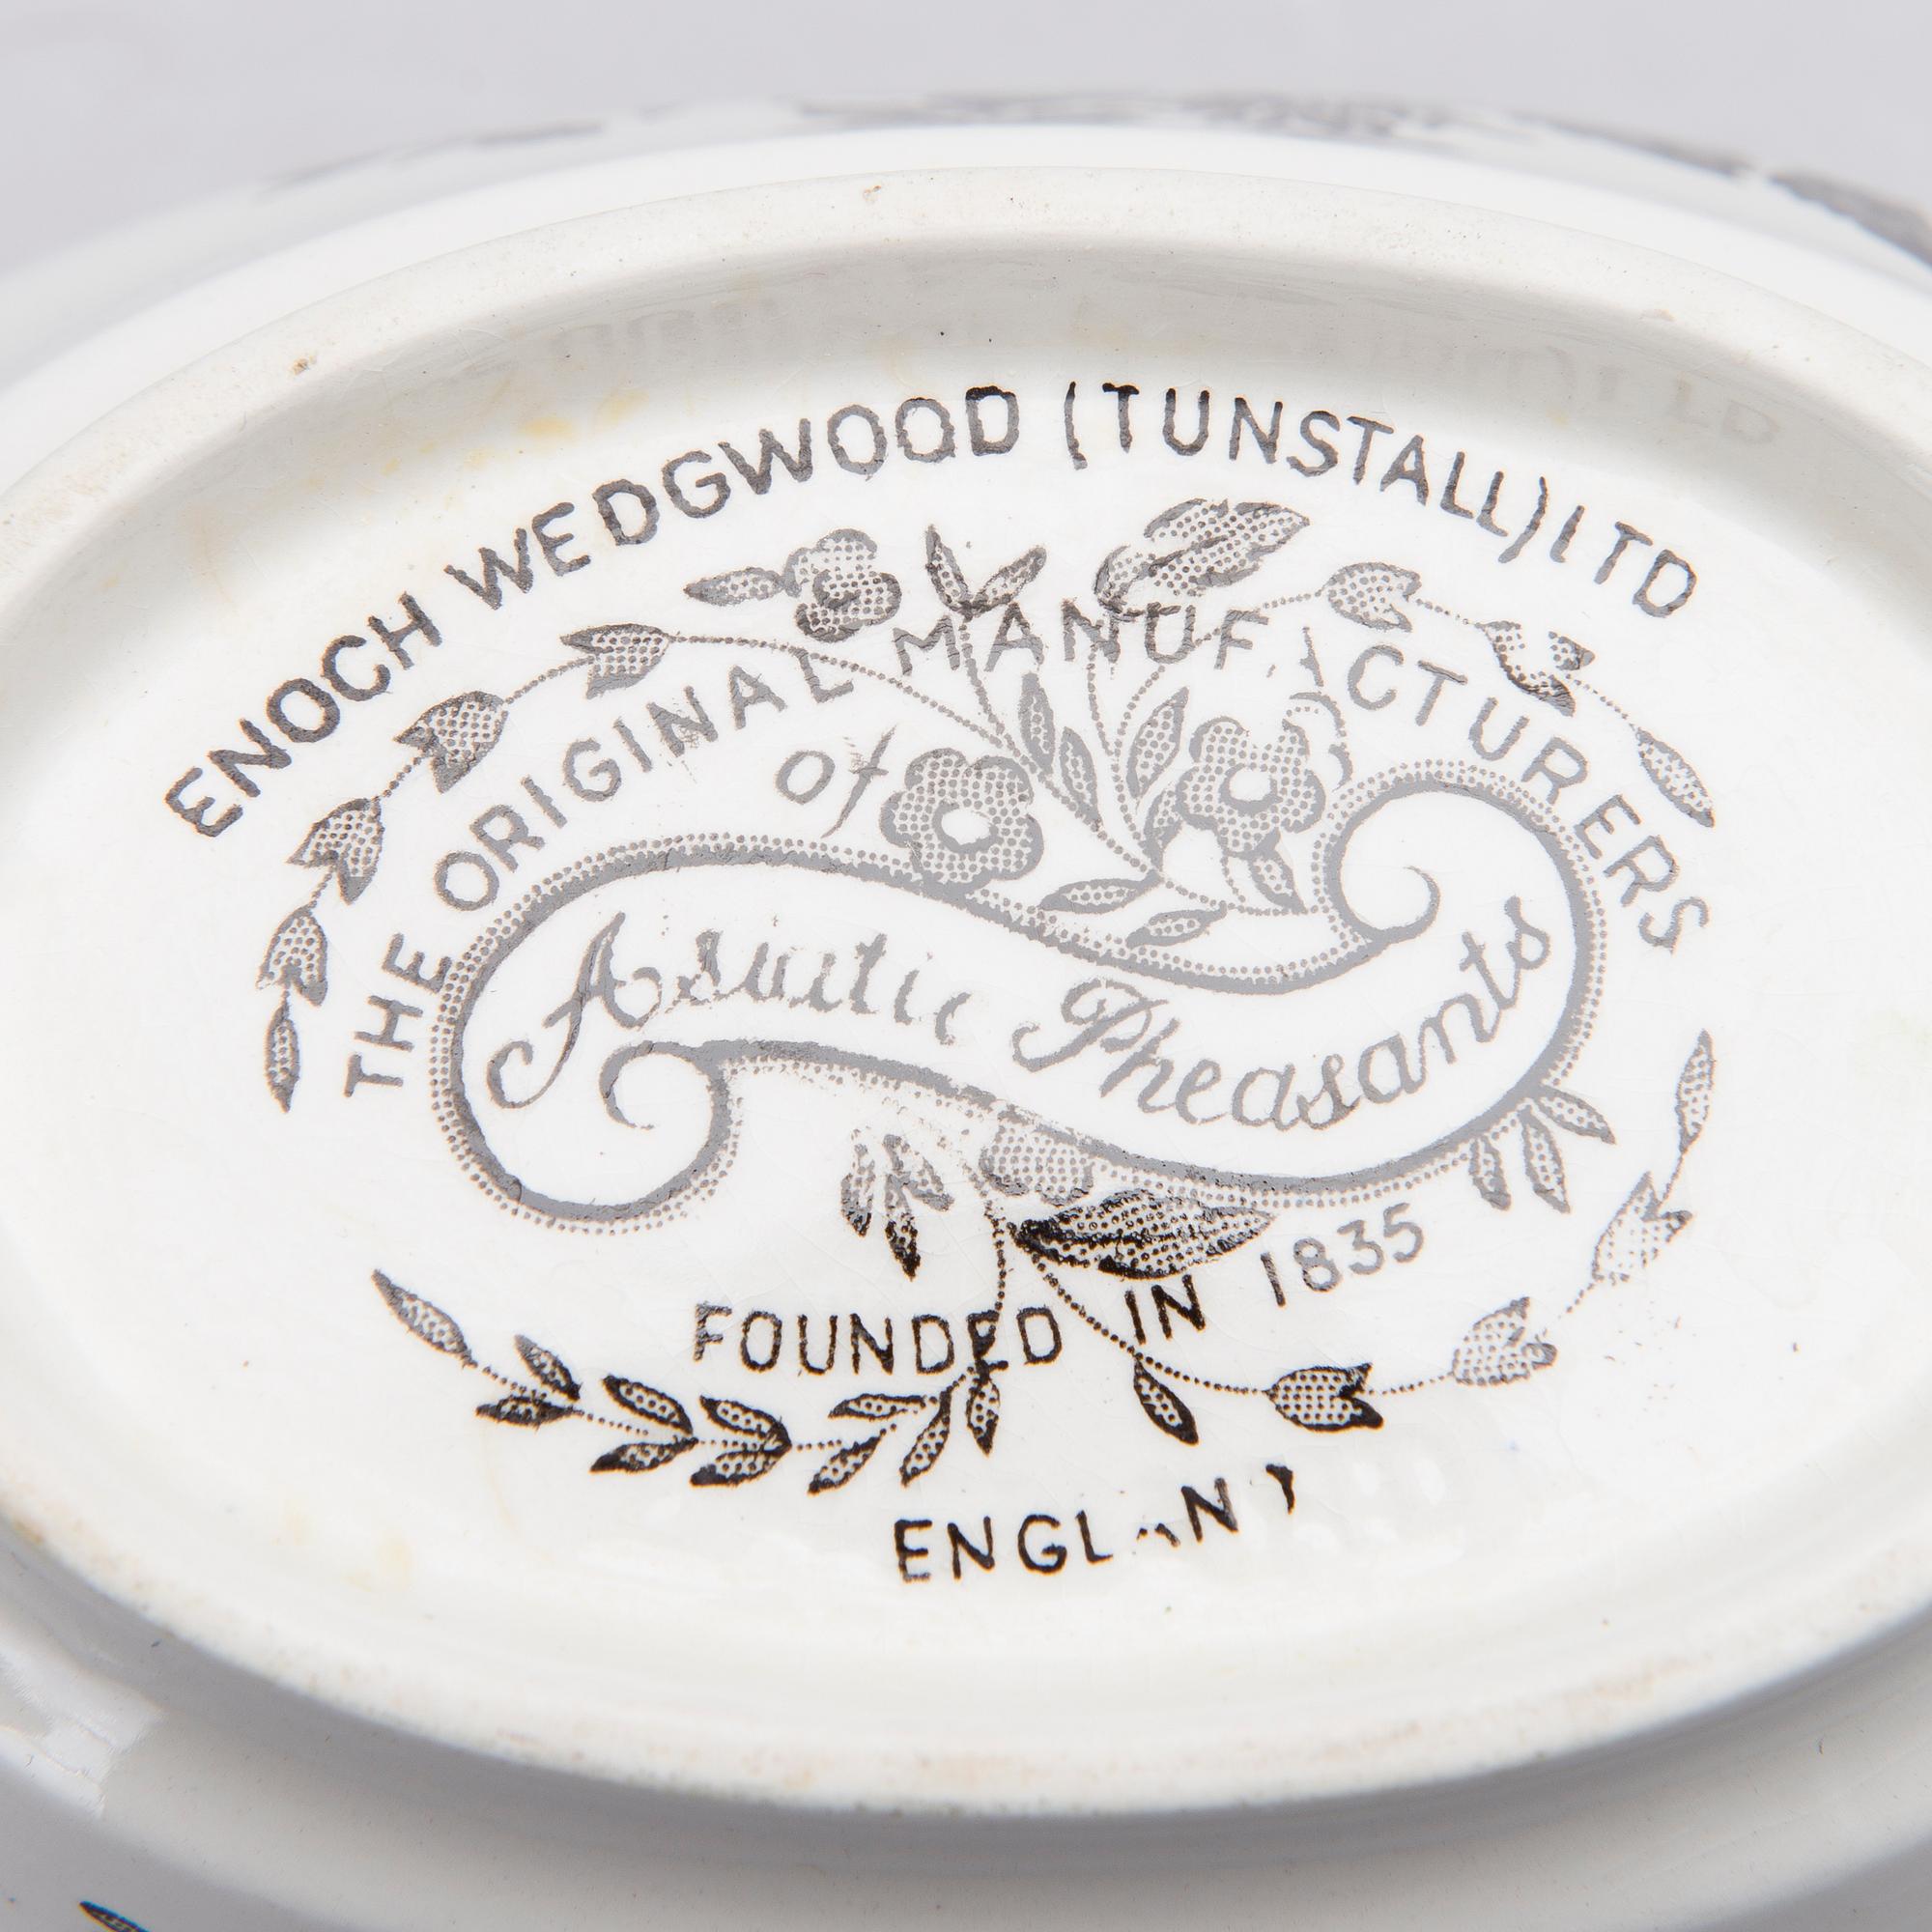 ENOCH WEDGWOOD (TUNSTALL) LTD
THE ORIGINAL MANUFACTURERS
of
Asiatic Pheasants
FOUNDED IN 1835
ENGLAND